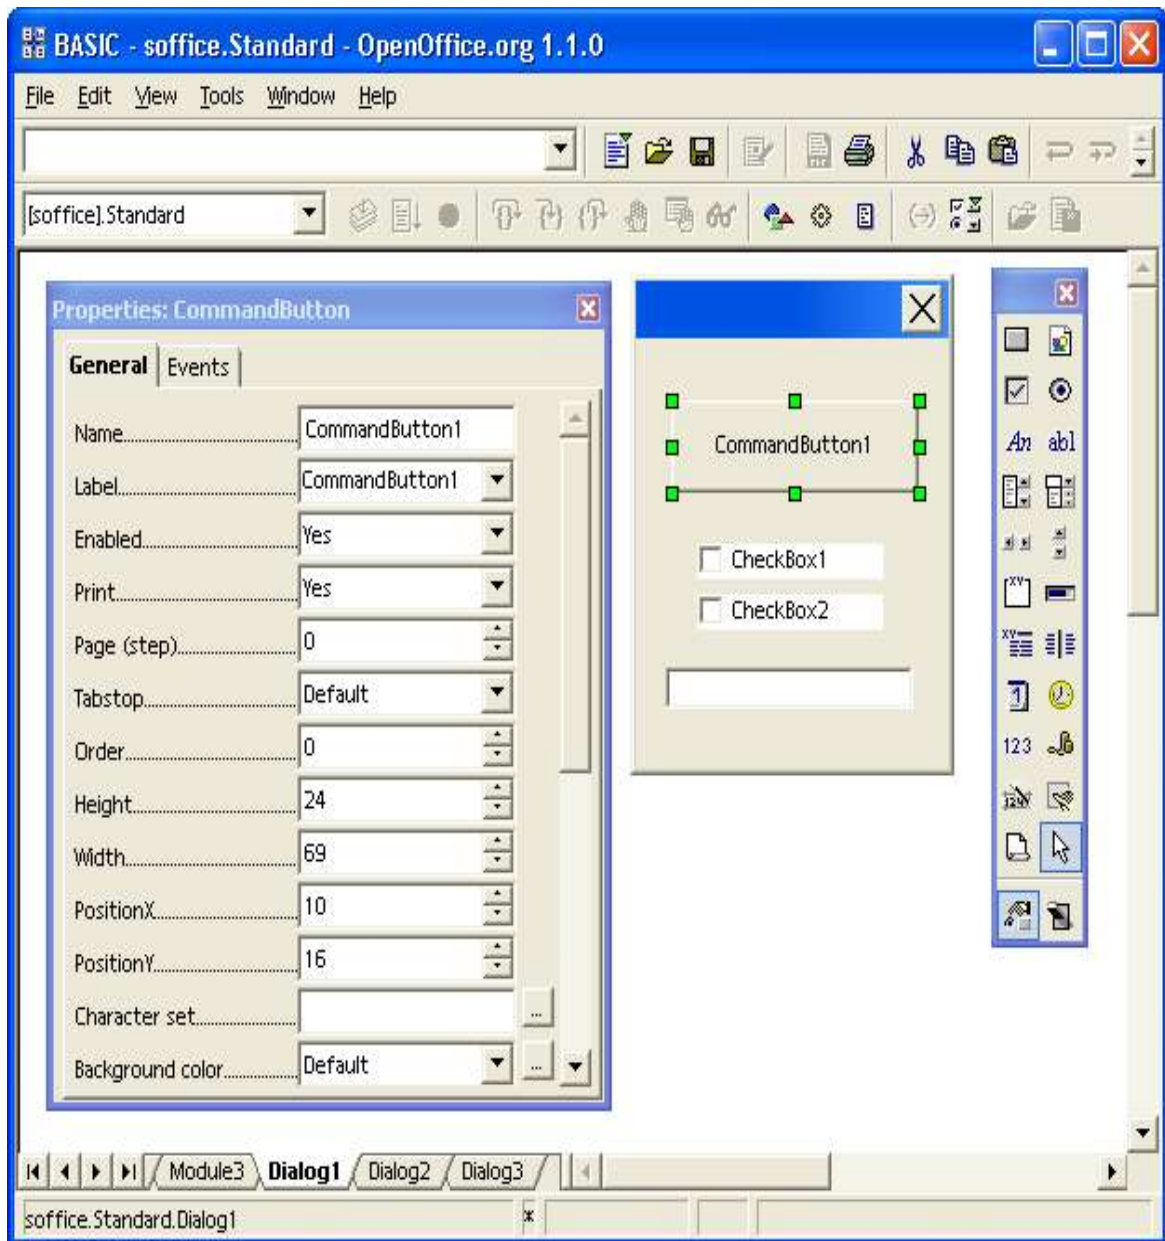 BASIC - soffice.Standard - OpenOffice.org 1.1.0
File Edit View Tools Window Help
[soffice].Standard
Properties: CommandButton
General Events
Name CommandButton1
Label CommandButton1
Enabled Yes
Print Yes
Page (step) 0
Tabstop Default
Order 0
Height 24
Width 69
PositionX 10
PositionY 16
Character set ...
Background color Default ...
CommandButton1
CheckBox1
CheckBox2
An abl
XY
XY
1
123
Module3 Dialog1 Dialog2 Dialog3
soffice.Standard.Dialog1 *